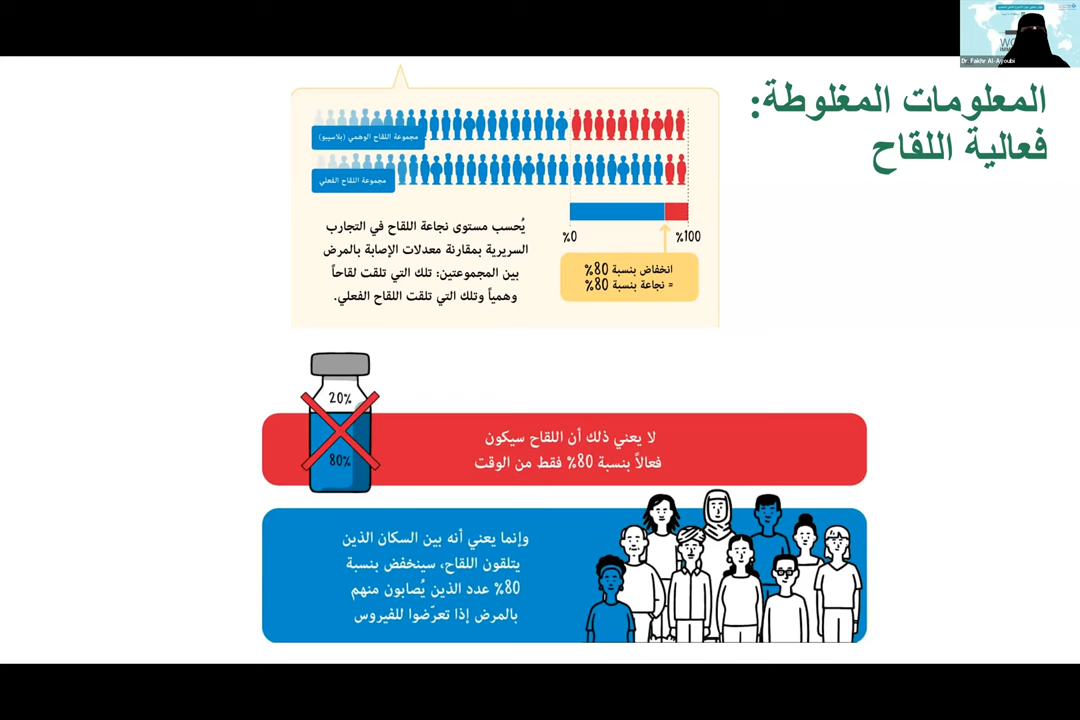 المعلومات المغلوطة:
فعالية اللقاح
مجموعة اللقاح الوهمي (بلاسيبو)
مجموعة اللقاح الفعلي
%0
%100
انخفاض بنسبة 80%
= نجاعة بنسبة 80%
يُحسب مستوى نجاعة اللقاح في التجارب
السريرية بمقارنة معدلات الإصابة بالمرض
بين المجموعتين: تلك التي تلقت لقاحاً
وهمياً وتلك التي تلقت اللقاح الفعلي.
20%
80%
لا يعني ذلك أن اللقاح سيكون
فعالاً بنسبة 80% فقط من الوقت
وإنما يعني أنه بين السكان الذين
يتلقون اللقاح، سينخفض بنسبة
80% عدد الذين يُصابون منهم
بالمرض إذا تعرّضوا للفيروس
Dr. Fakhr Al-Ayoubi